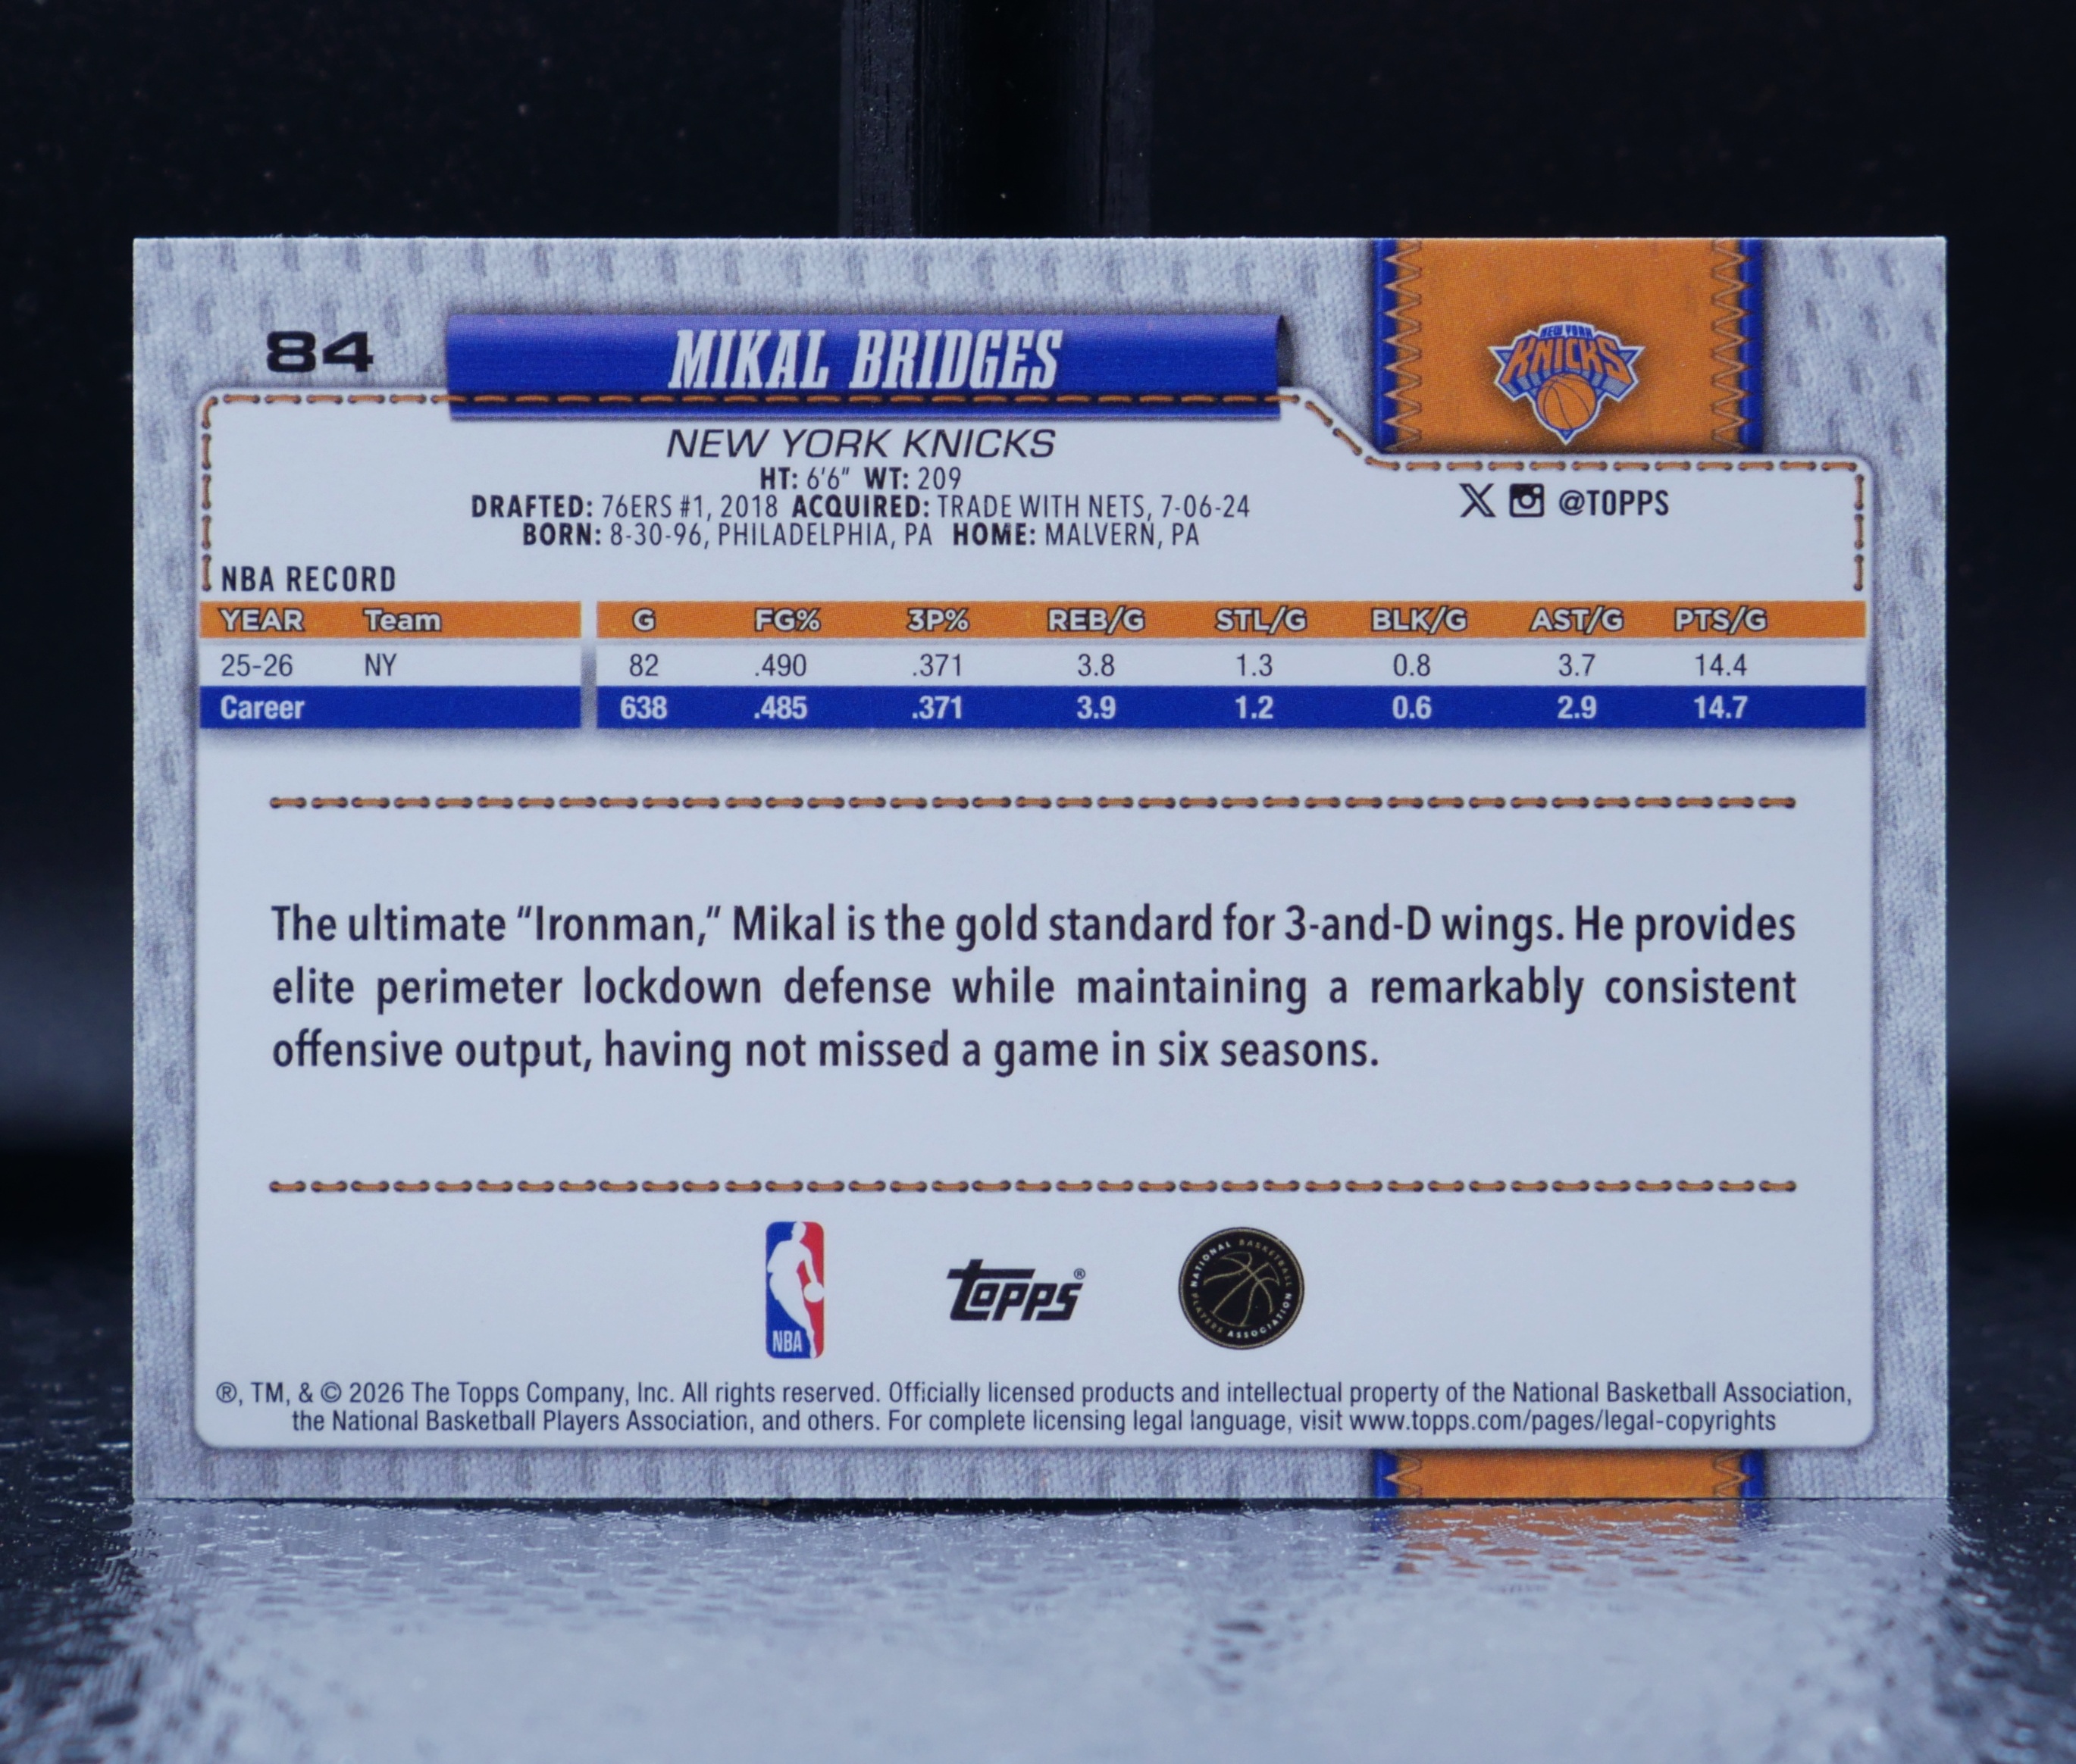 84
MIKAL BRIDGES
NEW YORK KNICKS
NEW YORK KNICKS
HT: 6'6" WT: 209
DRAFTED: 76ERS #1, 2018 ACQUIRED: TRADE WITH NETS, 7-06-24
BORN: 8-30-96, PHILADELPHIA, PA HOME: MALVERN, PA
@TOPPS
NBA RECORD
YEAR Team G FG% 3P% REB/G STL/G BLK/G AST/G PTS/G
25-26 NY 82 .490 .371 3.8 1.3 0.8 3.7 14.4
Career 638 .485 .371 3.9 1.2 0.6 2.9 14.7
The ultimate “Ironman,” Mikal is the gold standard for 3-and-D wings. He provides
elite perimeter lockdown defense while maintaining a remarkably consistent
offensive output, having not missed a game in six seasons.
NBA
topps®
NATIONAL BASKETBALL PLAYERS ASSOCIATION
®, TM, & © 2026 The Topps Company, Inc. All rights reserved. Officially licensed products and intellectual property of the National Basketball Association,
the National Basketball Players Association, and others. For complete licensing legal language, visit www.topps.com/pages/legal-copyrights